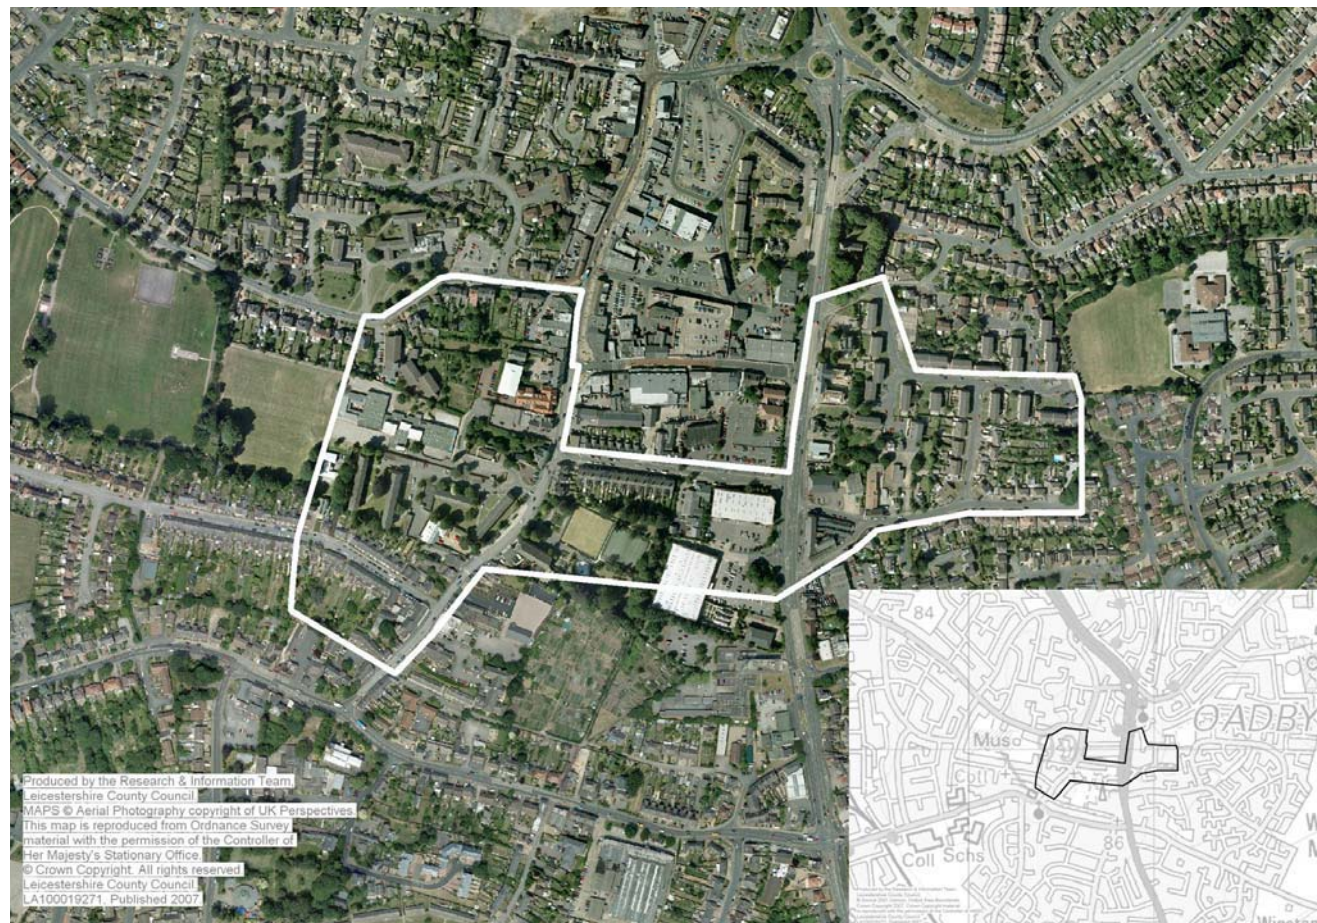 Produced by the Research & Information Team,
Leicestershire County Council.
MAPS © Aerial Photography copyright of UK Perspectives
This map is reproduced from Ordnance Survey
material with the permission of the Controller of
Her Majesty's Stationary Office.
© Crown Copyright. All rights reserved
Leicestershire County Council
LA100019271, Published 2007.
84
OADBY
Mus
86
Coll Schs